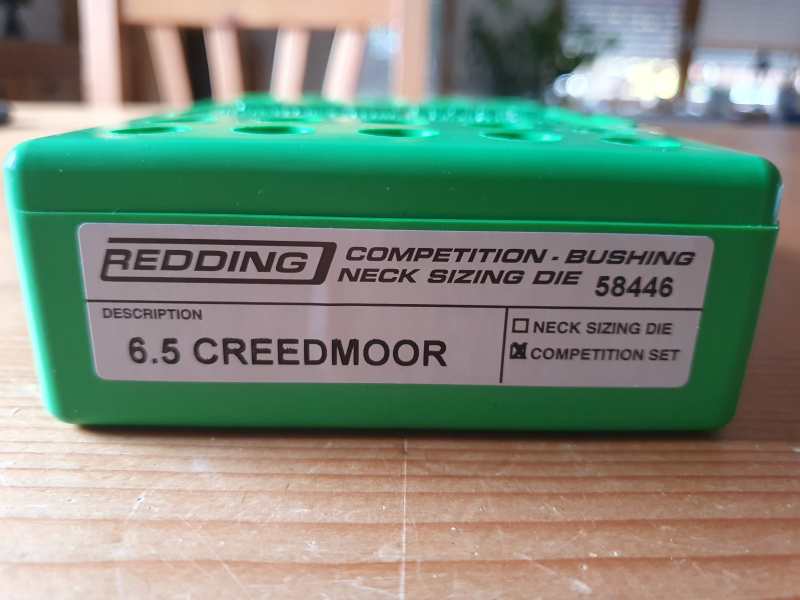 REDDING
COMPETITION - BUSHING
NECK SIZING DIE 58446
DESCRIPTION
6.5 CREEDMOOR
NECK SIZING DIE
COMPETITION SET